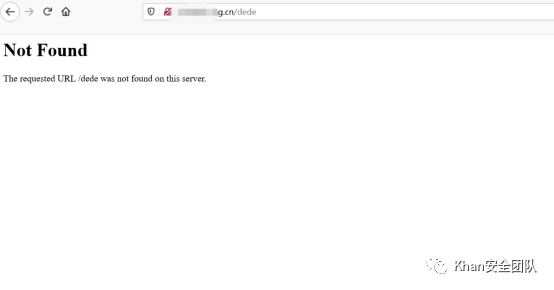 g.cn/dede
Not Found
The requested URL /dede was not found on this server.
Khan安全团队